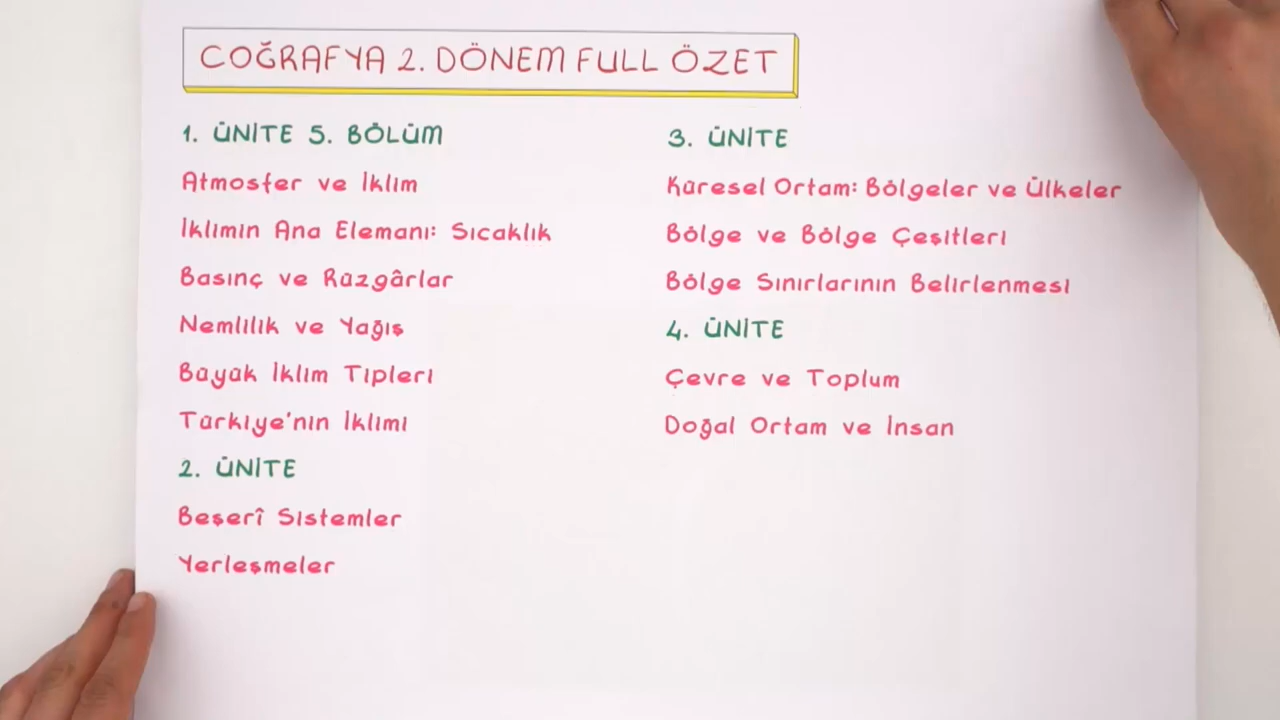 COĞRAFYA 2. DÖNEM FULL ÖZET
1. ÜNİTE 5. BÖLÜM
Atmosfer ve İklim
İklimin Ana Elemanı: Sıcaklık
Basınç ve Rüzgârlar
Nemlilik ve Yağış
Büyük İklim Tipleri
Türkiye'nin İklimi
2. ÜNİTE
Beşerî Sistemler
Yerleşmeler
3. ÜNİTE
Küresel Ortam: Bölgeler ve Ülkeler
Bölge ve Bölge Çeşitleri
Bölge Sınırlarının Belirlenmesi
4. ÜNİTE
Çevre ve Toplum
Doğal Ortam ve İnsan